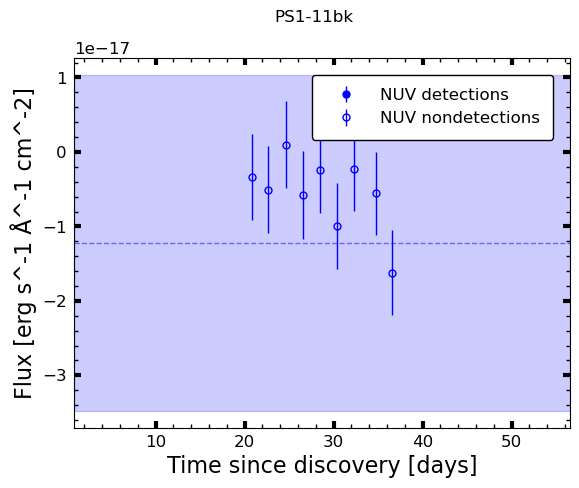 PS1-11bk
1e−17
NUV detections
NUV nondetections
1
0
−1
−2
−3
Flux [erg s^-1 Å^-1 cm^-2]
10 20 30 40 50
Time since discovery [days]